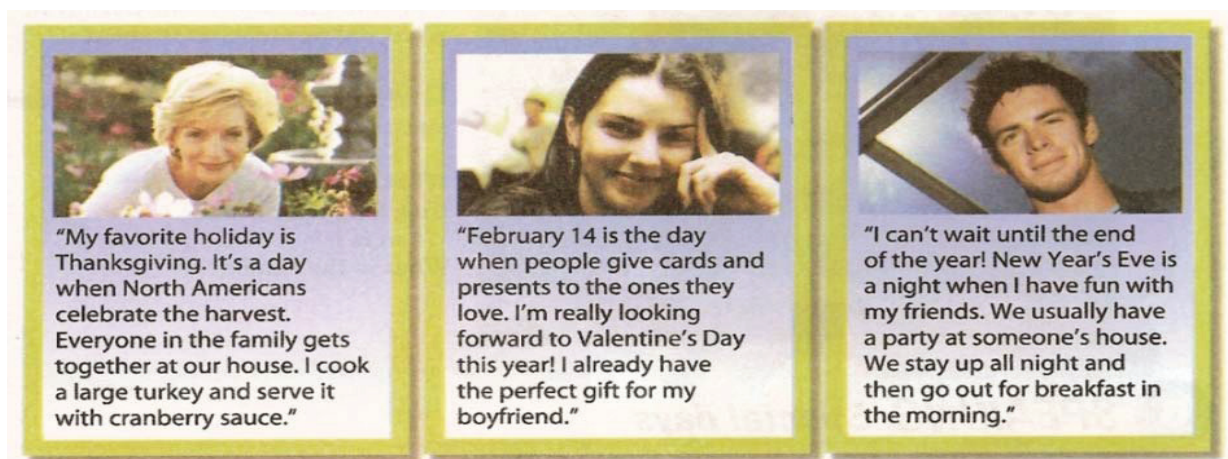 “My favorite holiday is
Thanksgiving. It’s a day
when North Americans
celebrate the harvest.
Everyone in the family gets
together at our house. I cook
a large turkey and serve it
with cranberry sauce.”
“February 14 is the day
when people give cards and
presents to the ones they
love. I’m really looking
forward to Valentine’s Day
this year! I already have
the perfect gift for my
boyfriend.”
“I can’t wait until the end
of the year! New Year’s Eve is
a night when I have fun with
my friends. We usually have
a party at someone’s house.
We stay up all night and
then go out for breakfast in
the morning.”